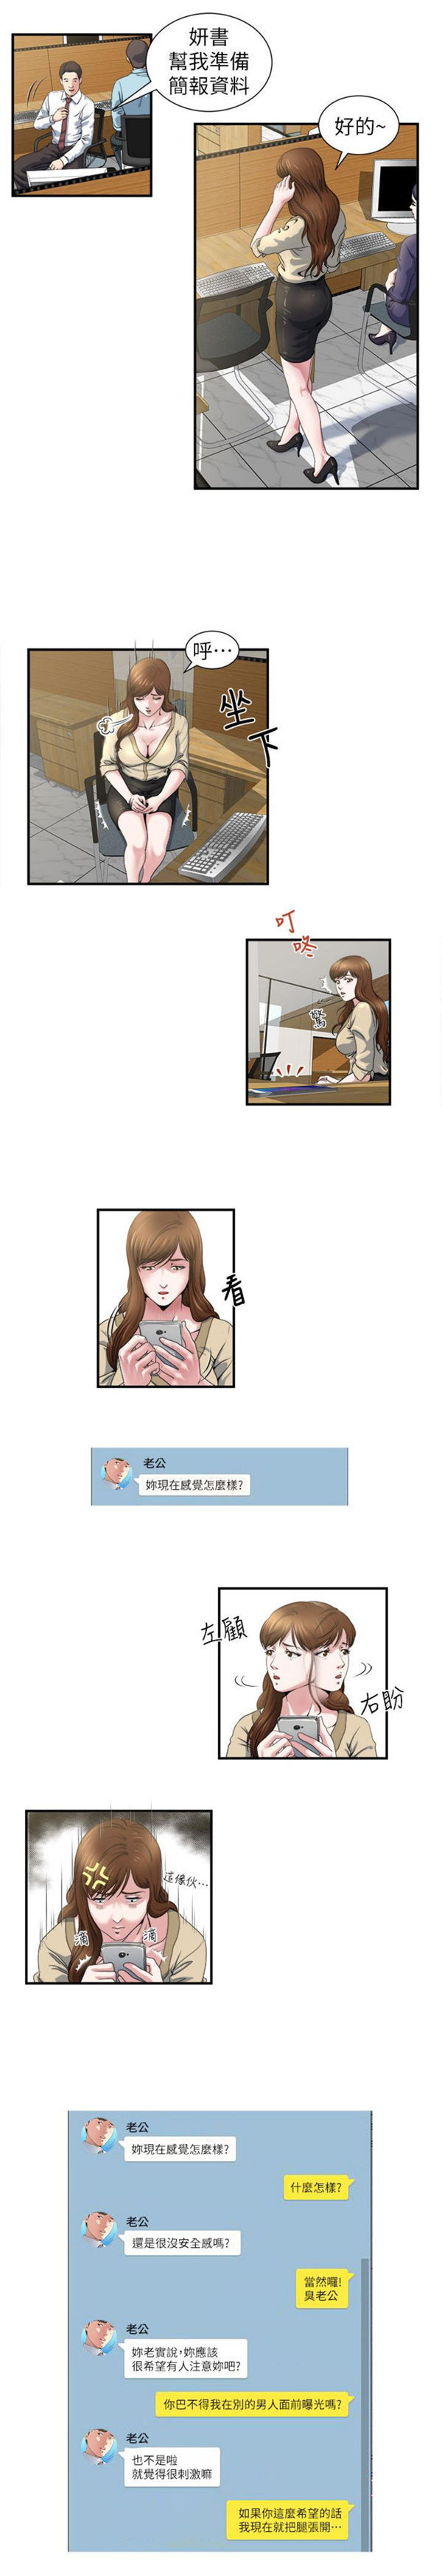 妍書
幫我準備
簡報資料
好的~
呼…
坐下
叮咚
驚
看
老公
妳現在感覺怎麼樣?
左顧
右盼
這傢伙…
滴
滴
老公
妳現在感覺怎麼樣?
什麼怎樣?
老公
還是很沒安全感嗎?
當然囉!
臭老公
老公
妳老實說,妳應該
很希望有人注意妳吧?
你巴不得我在別的男人面前曝光嗎?
老公
也不是啦
就覺得很刺激嘛
如果你這麼希望的話
我現在就把腿張開…